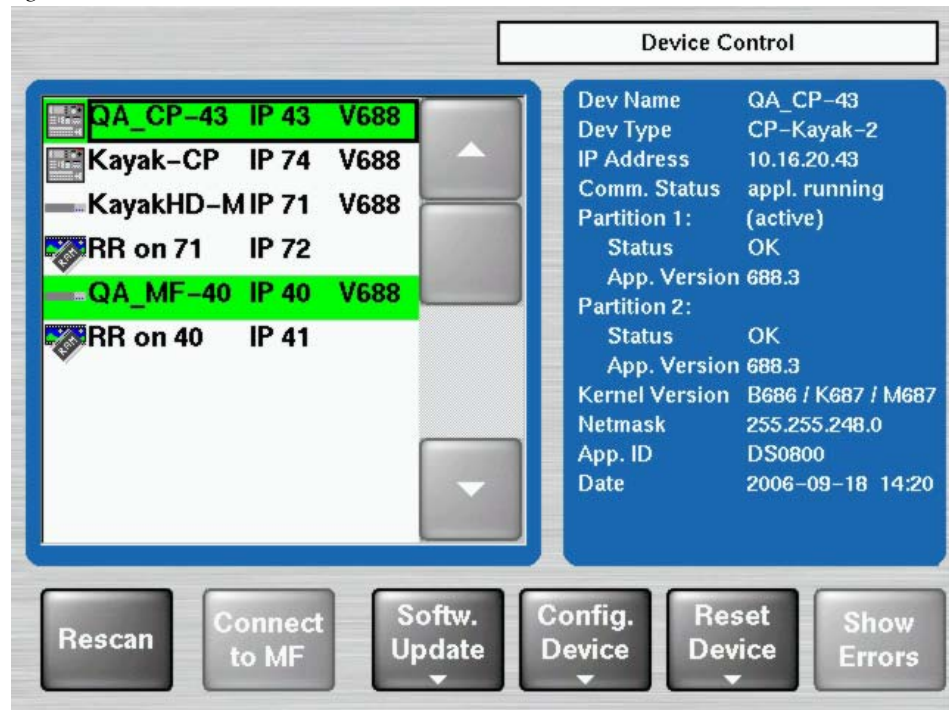 Device Control
QA_CP-43 IP 43 V688
Kayak-CP IP 74 V688
KayakHD-M IP 71 V688
RR on 71 IP 72
QA_MF-40 IP 40 V688
RR on 40 IP 41
Dev Name QA_CP-43
Dev Type CP-Kayak-2
IP Address 10.16.20.43
Comm. Status appl. running
Partition 1: (active)
Status OK
App. Version 688.3
Partition 2:
Status OK
App. Version 688.3
Kernel Version B686 / K687 / M687
Netmask 255.255.248.0
App. ID DS0800
Date 2006-09-18 14:20
Rescan
Connect
to MF
Softw.
Update
Config.
Device
Reset
Device
Show
Errors